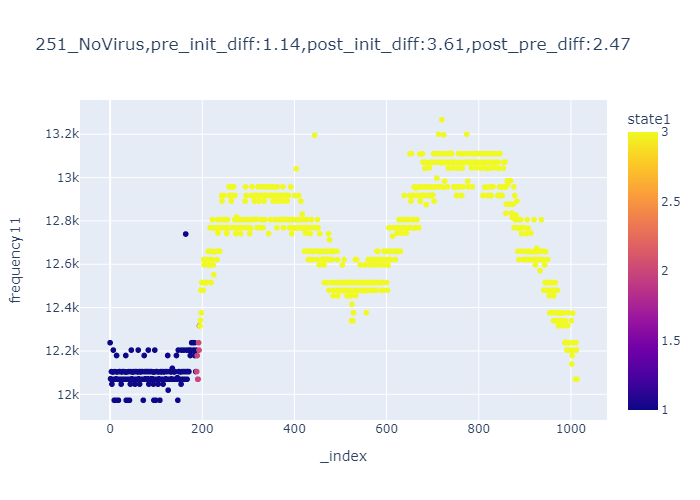 251_NoVirus,pre_init_diff:1.14,post_init_diff:3.61,post_pre_diff:2.47
state1
3
2.5
2
1.5
1
frequency11
13.2k
13k
12.8k
12.6k
12.4k
12.2k
12k
0
200
400
600
800
1000
_index